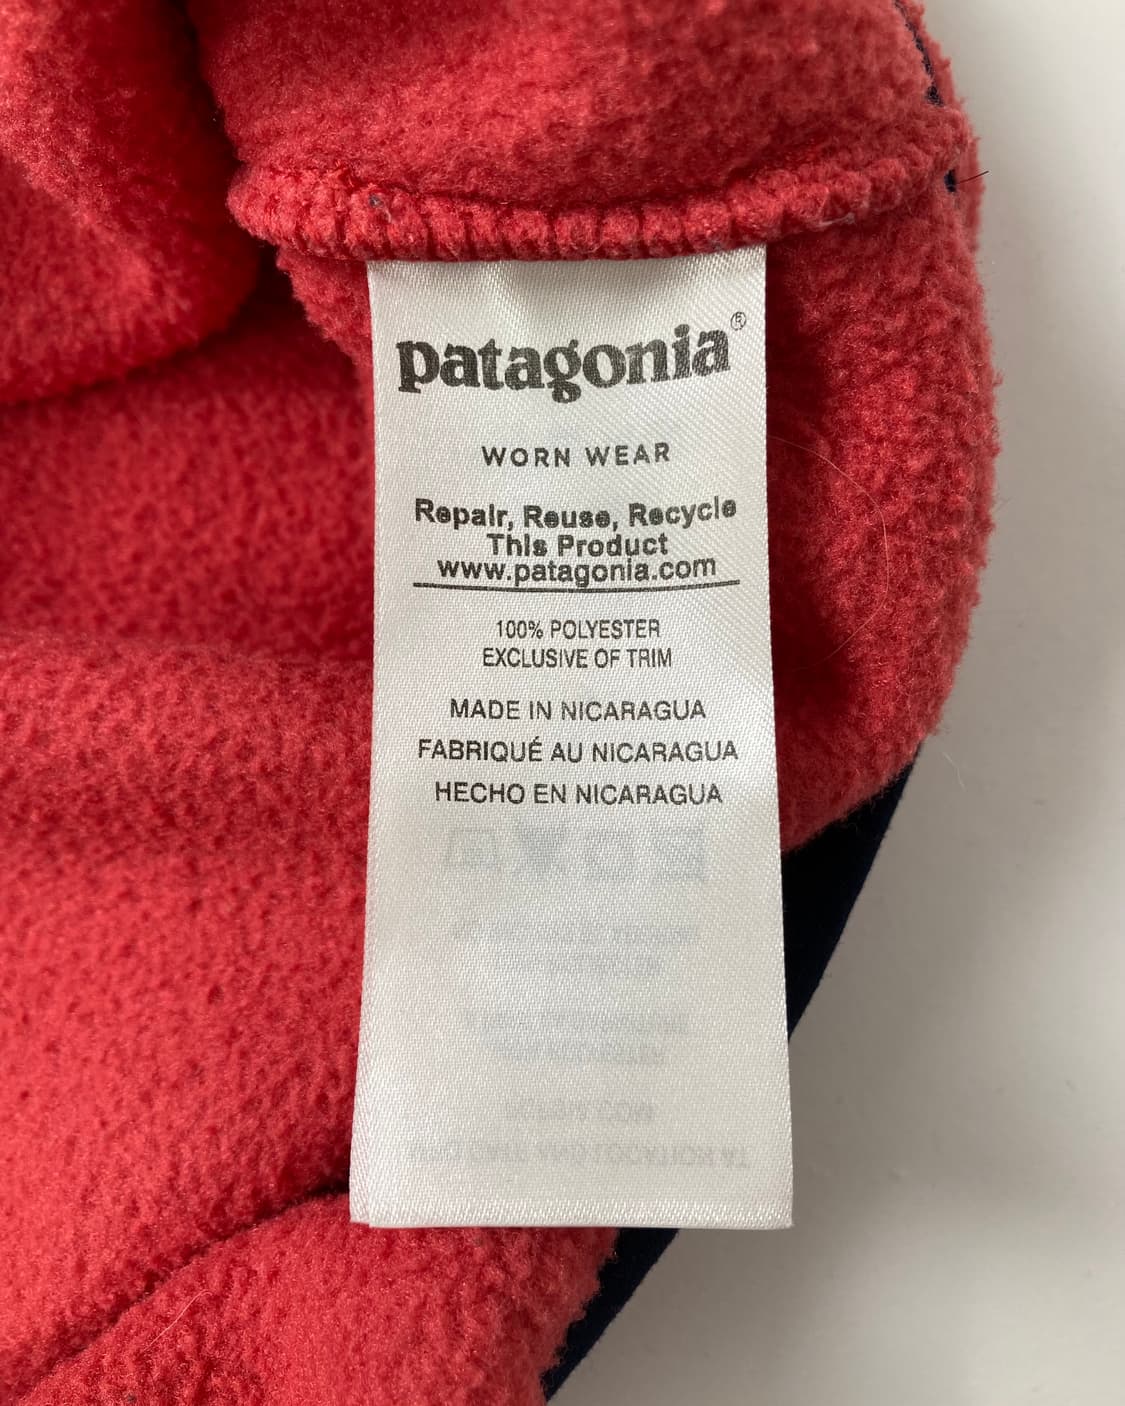 patagonia®
WORN WEAR
Repair, Reuse, Recycle
This Product
www.patagonia.com
100% POLYESTER
EXCLUSIVE OF TRIM
MADE IN NICARAGUA
FABRIQUÉ AU NICARAGUA
HECHO EN NICARAGUA